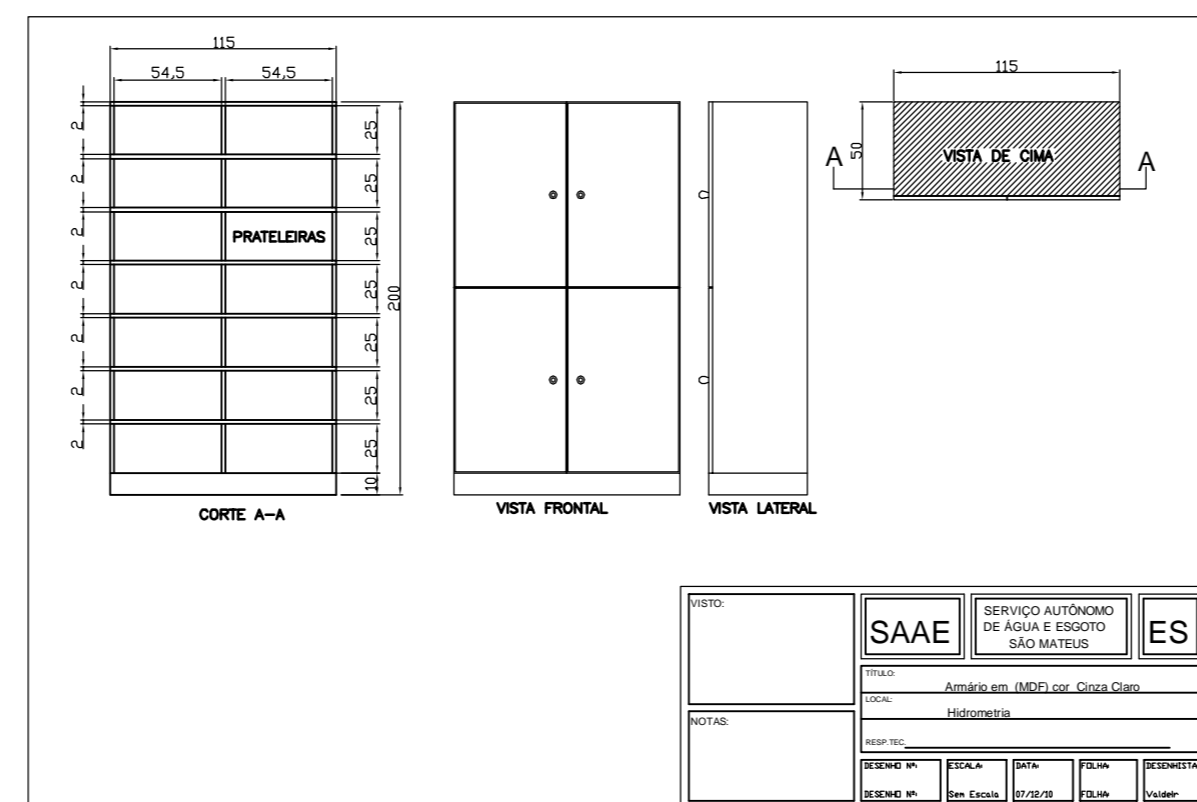 115
54,5 54,5
2 25
2 25
2 PRATELEIRAS 25
2 25
200
2 25
2 25
2 25
10
CORTE A-A
VISTA FRONTAL
VISTA LATERAL
115
50
A VISTA DE CIMA A
VISTO:
NOTAS:
SAAE
SERVIÇO AUTÔNOMO
DE ÁGUA E ESGOTO
SÃO MATEUS
ES
TÍTULO:
Armário em (MDF) cor Cinza Claro
LOCAL:
Hidrometria
RESP.TEC.
DESENHO Nº: ESCALA: DATA: FOLHA: DESENHISTA
DESENHO Nº: Sem Escala 07/12/10 FOLHA: Valdeir